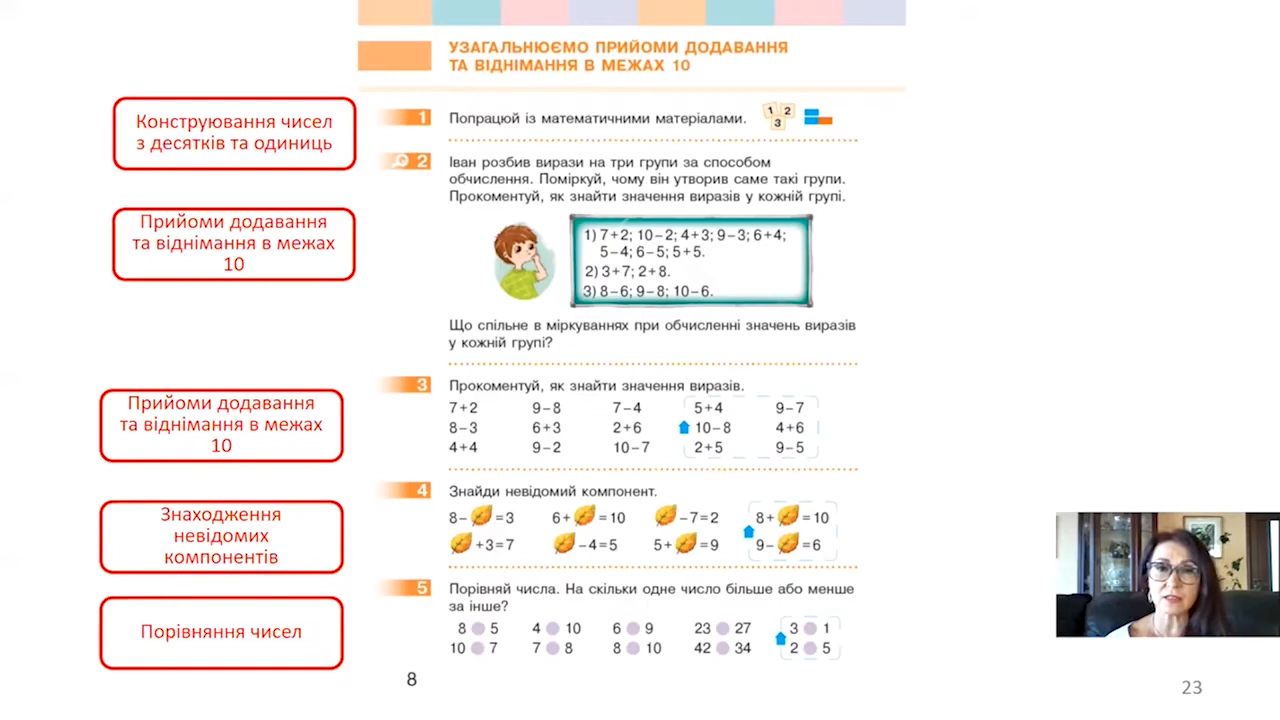 УЗАГАЛЬНЮЄМО ПРИЙОМИ ДОДАВАННЯ
ТА ВІДНІМАННЯ В МЕЖАХ 10
Конструювання чисел
з десятків та одиниць
1 Попрацюй із математичними матеріалами. 1 2 3
Прийоми додавання
та віднімання в межах
10
2 Іван розбив вирази на три групи за способом
обчислення. Поміркуй, чому він утворив саме такі групи.
Прокоментуй, як знайти значення виразів у кожній групі.
1) 7+2; 10−2; 4+3; 9−3; 6+4;
5−4; 6−5; 5+5.
2) 3+7; 2+8.
3) 8−6; 9−8; 10−6.
Що спільне в міркуваннях при обчисленні значень виразів
у кожній групі?
Прийоми додавання
та віднімання в межах
10
3 Прокоментуй, як знайти значення виразів.
7+2 9−8 7−4 5+4 9−7
8−3 6+3 2+6 10−8 4+6
4+4 9−2 10−7 2+5 9−5
Знаходження
невідомих
компонентів
4 Знайди невідомий компонент.
8− =3 6+ =10 −7=2 8+ =10
+3=7 −4=5 5+ =9 9− =6
Порівняння чисел
5 Порівняй числа. На скільки одне число більше або менше
за інше?
8 5 4 10 6 9 23 27 3 1
10 7 7 8 8 10 42 34 2 5
8
23